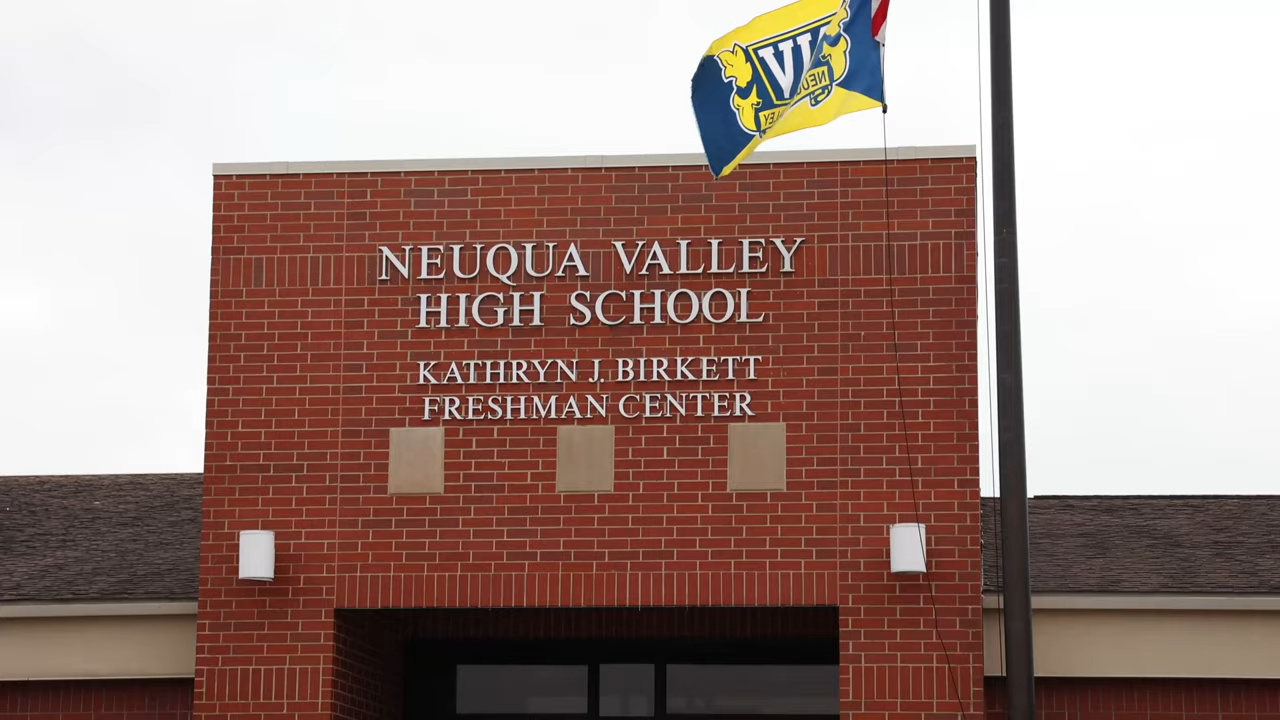 NEUQUA VALLEY
HIGH SCHOOL
KATHRYN J. BIRKETT
FRESHMAN CENTER